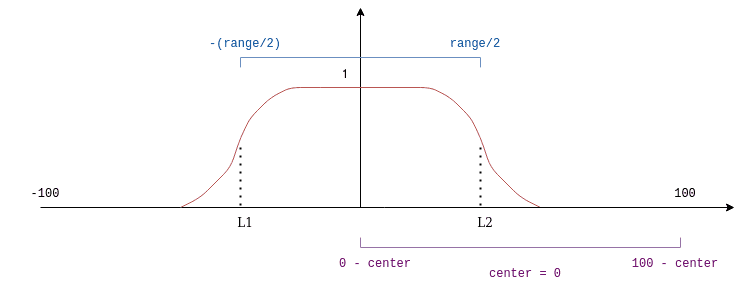 -(range/2) range/2
1
-100 100
L1 L2
0 - center 100 - center
center = 0